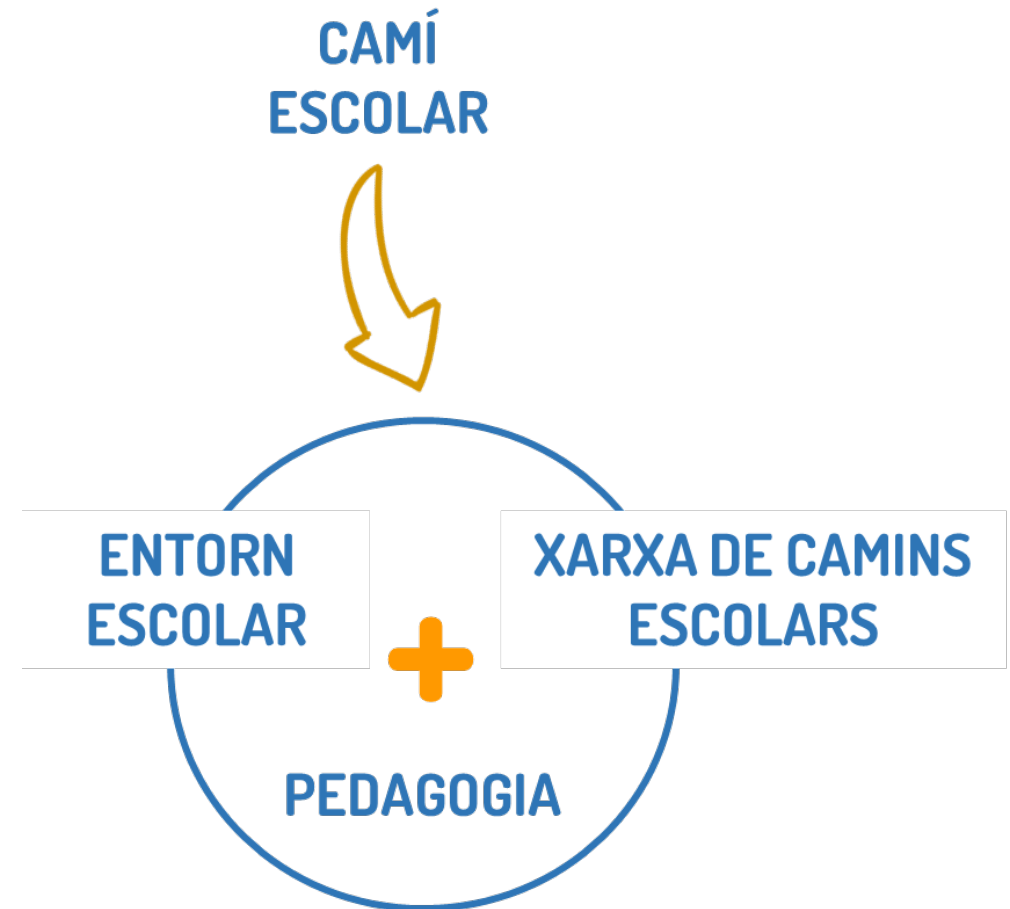 CAMÍ
ESCOLAR
ENTORN
ESCOLAR
XARXA DE CAMINS
ESCOLARS
PEDAGOGIA